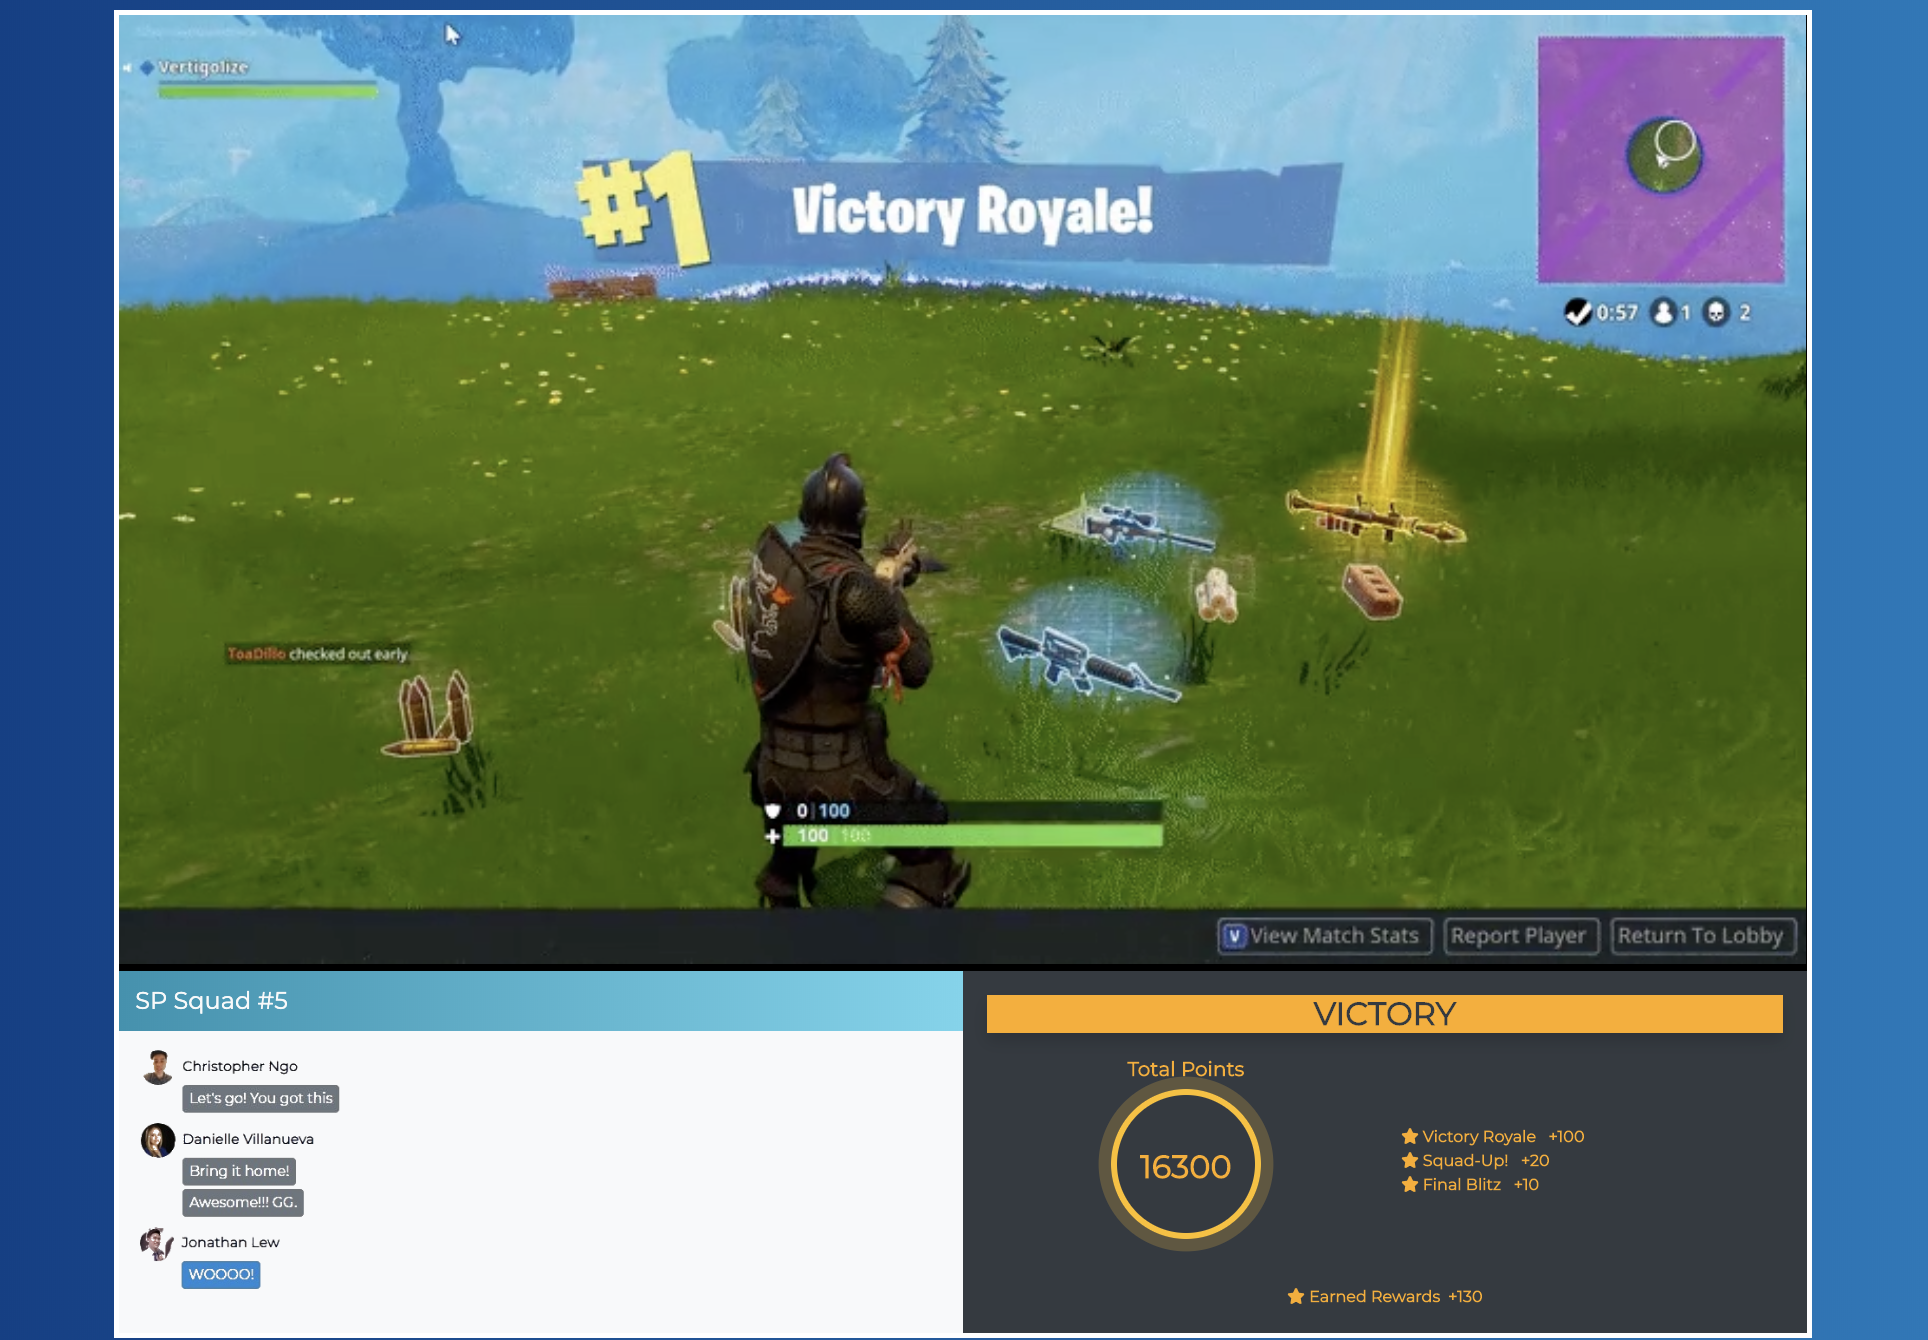 Vertigolize
#1 Victory Royale!
0:57 1 2
ToaDillo checked out early
0 | 100
100 | 100
V View Match Stats Report Player Return To Lobby
SP Squad #5
Christopher Ngo
Let's go! You got this
Danielle Villanueva
Bring it home!
Awesome!!! GG.
Jonathan Lew
WOOOO!
VICTORY
Total Points
16300
Victory Royale +100
Squad-Up! +20
Final Blitz +10
Earned Rewards +130